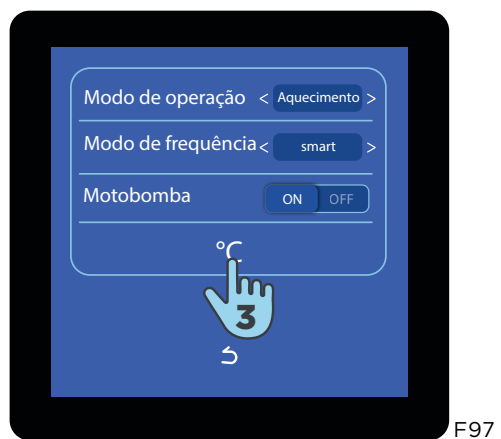 Modo de operação < Aquecimento >
Modo de frequência < smart >
Motobomba ON OFF
°C
3
F97